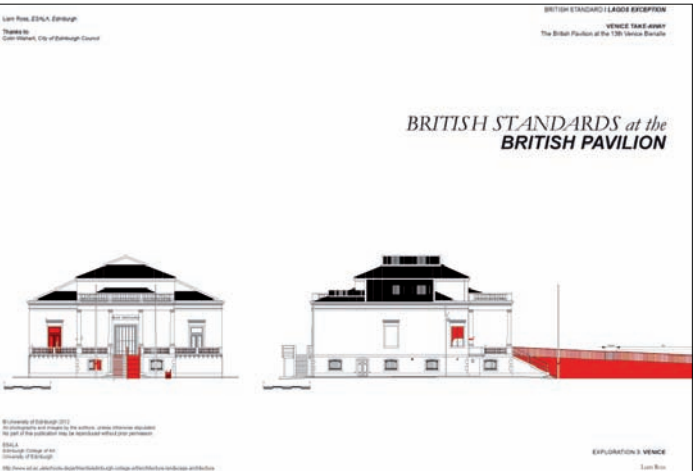 Liam Ross, ESALA, Edinburgh
Thanks to:
Colin Wishart, City of Edinburgh Council
BRITISH STANDARD | LAGOS EXCEPTION
VENICE TAKE-AWAY
The British Pavilion at the 13th Venice Bienalle
BRITISH STANDARDS at the
BRITISH PAVILION
© University of Edinburgh 2012
All photographs and images by the authors, unless otherwise stipulated
No part of this publication may be reproduced without prior permission.
ESALA
Edinburgh College of Art
University of Edinburgh
EXPLORATION 3: VENICE
Liam Ross